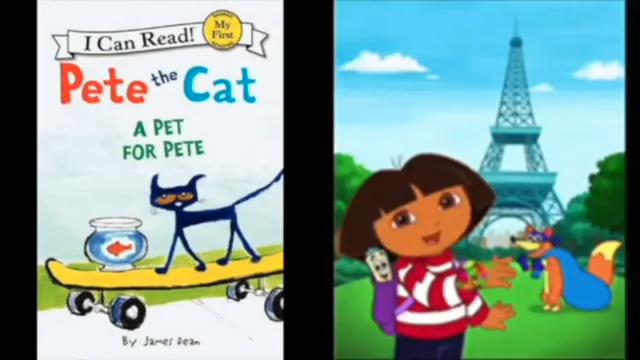 I Can Read!
My
First
Pete the Cat
A PET
FOR PETE
By James Dean